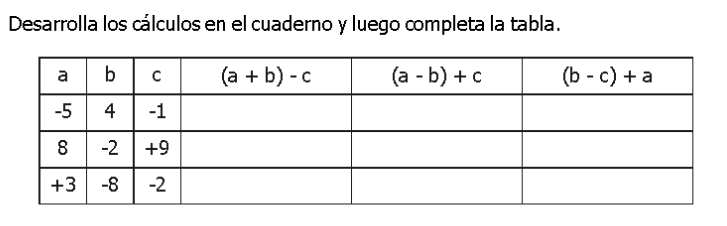 Desarrolla los cálculos en el cuaderno y luego completa la tabla.
a b c (a + b) - c (a - b) + c (b - c) + a
-5 4 -1
8 -2 +9
+3 -8 -2